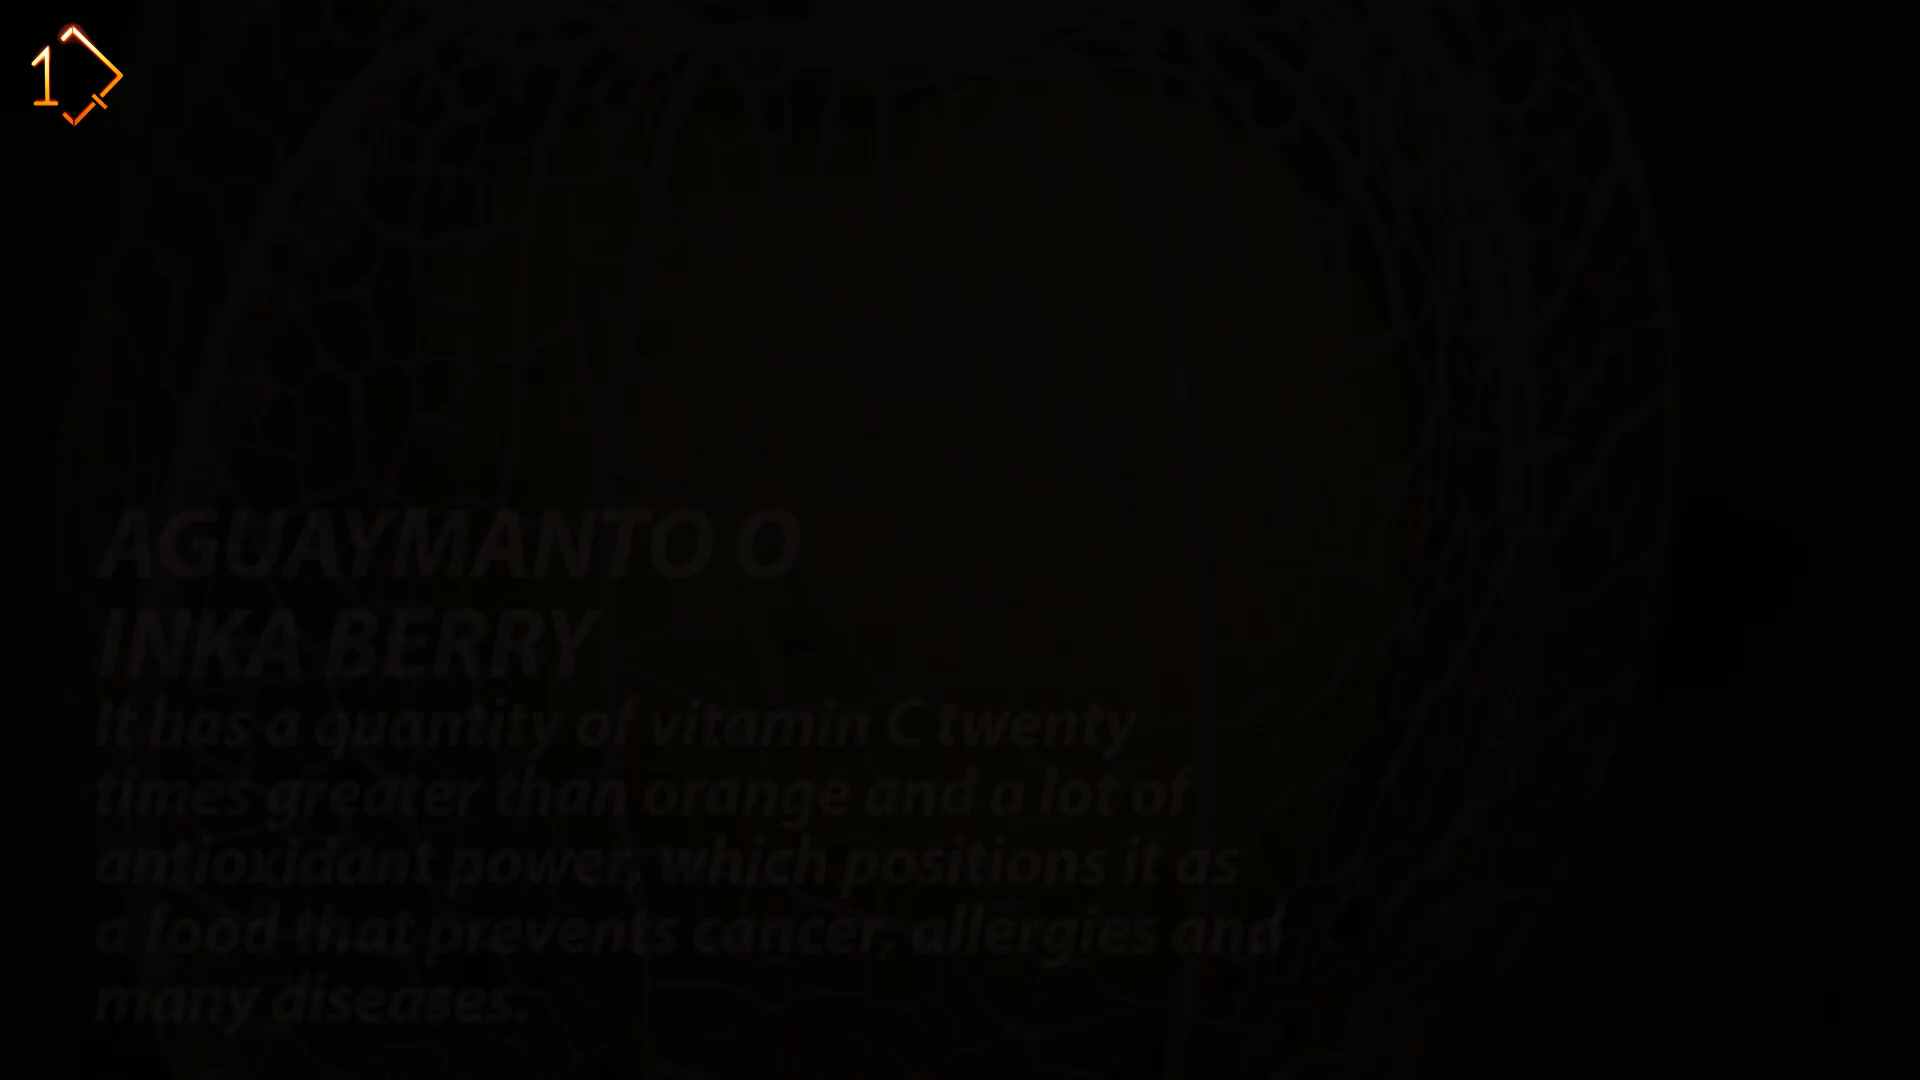 1
AGUAYMANTO O
INKA BERRY
It has a quantity of vitamin C twenty
times greater than orange and a lot of
antioxidant power, which positions it as
a food that prevents cancer, allergies and
many diseases.